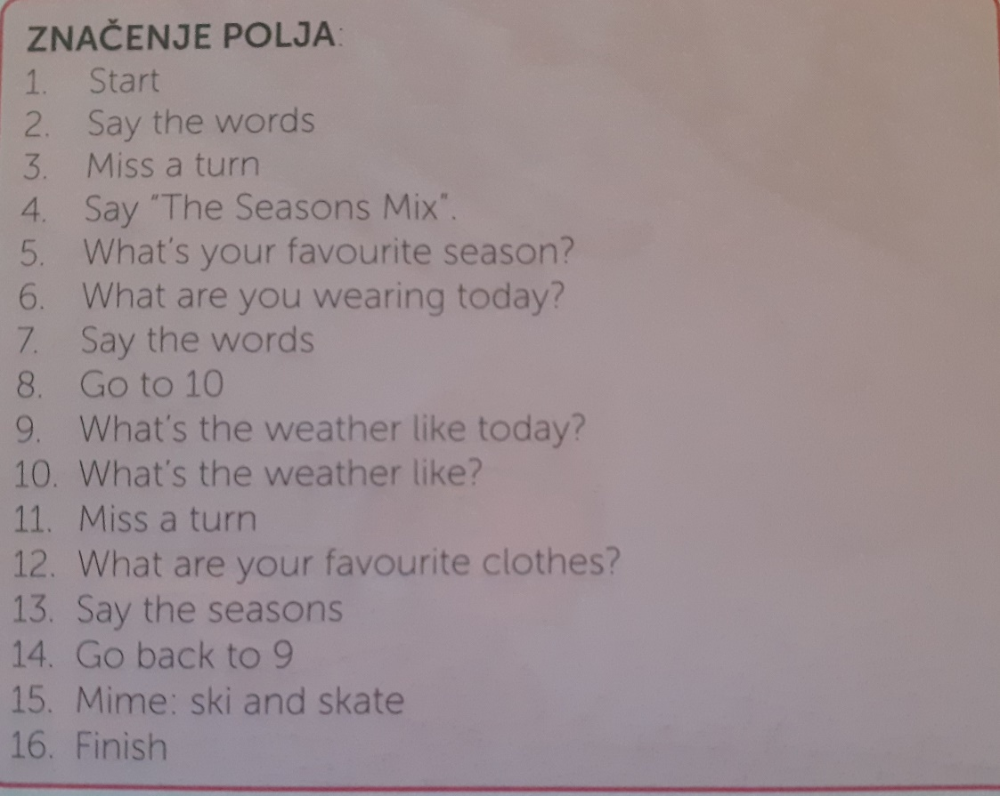 ZNAČENJE POLJA:
1. Start
2. Say the words
3. Miss a turn
4. Say “The Seasons Mix”.
5. What’s your favourite season?
6. What are you wearing today?
7. Say the words
8. Go to 10
9. What’s the weather like today?
10. What’s the weather like?
11. Miss a turn
12. What are your favourite clothes?
13. Say the seasons
14. Go back to 9
15. Mime: ski and skate
16. Finish